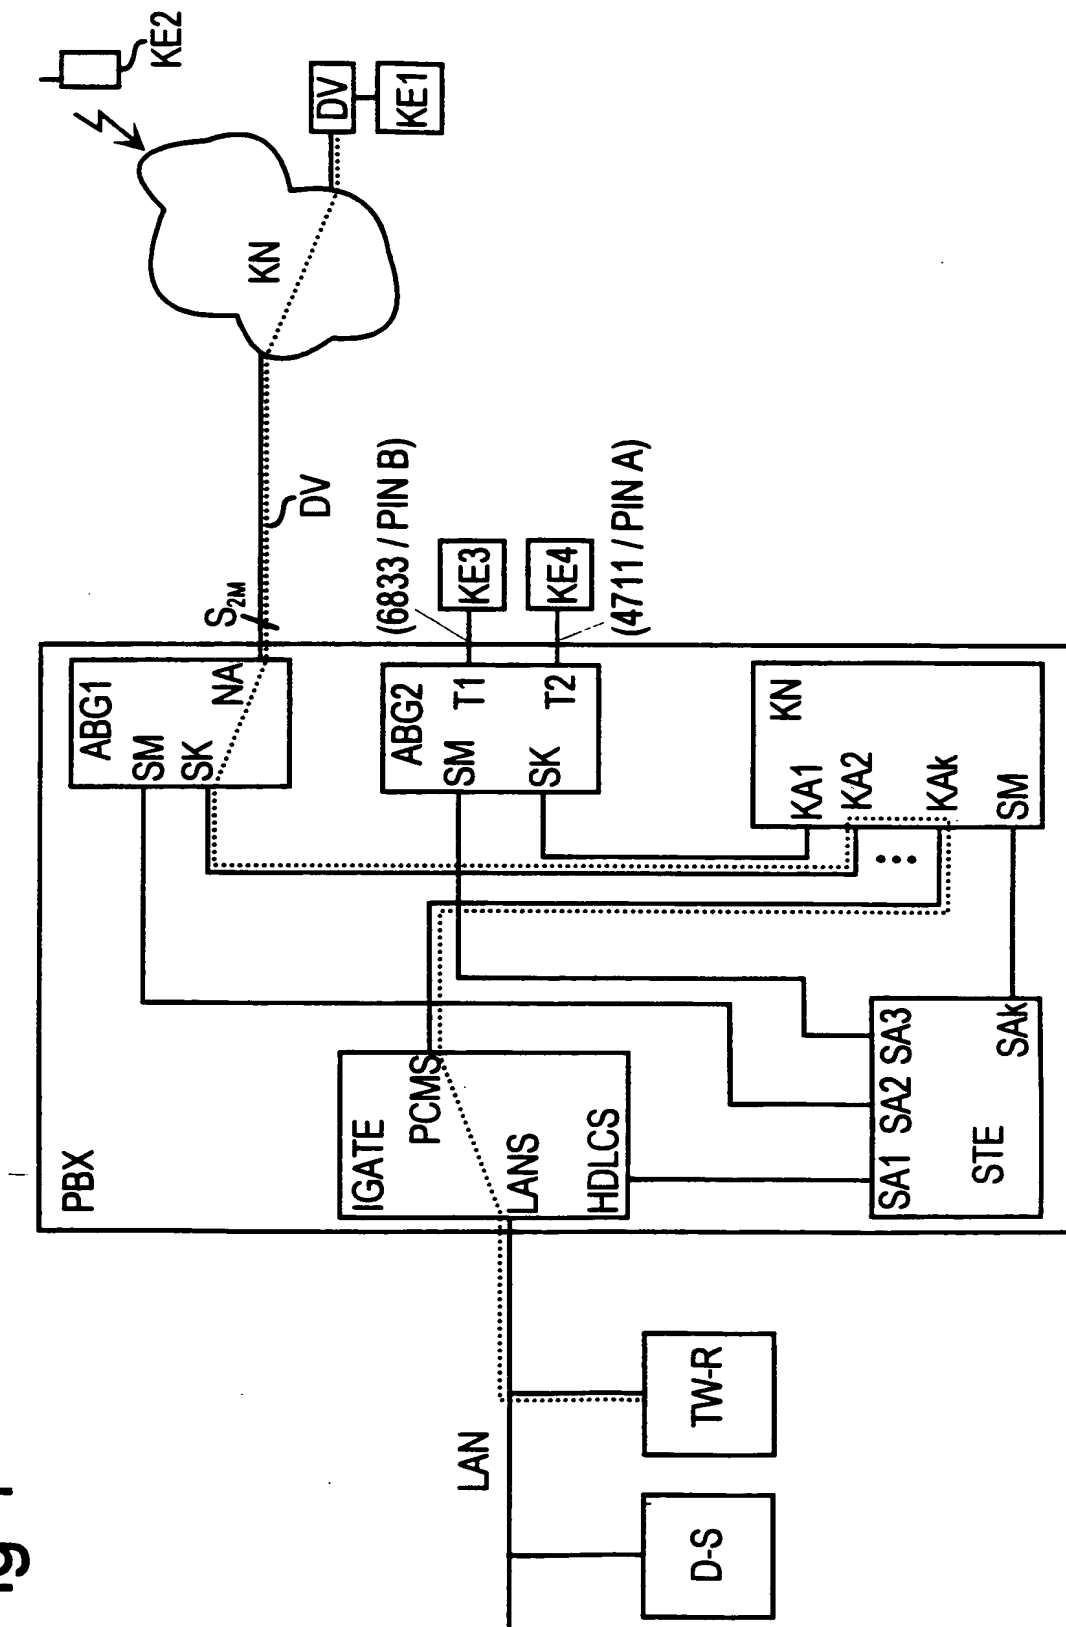 PBX
KE2
ABG1
SM
SK
NA
S2M
DV
KN
DV
KE1
IGATE
PCMS
LANS
HDLCS
ABG2
SM
SK
T1
T2
(6833 / PIN B)
KE3
KE4
(4711 / PIN A)
LAN
D-S
TW-R
KN
KA1
KA2
...
KAk
SM
SA1 SA2 SA3
STE
SAk